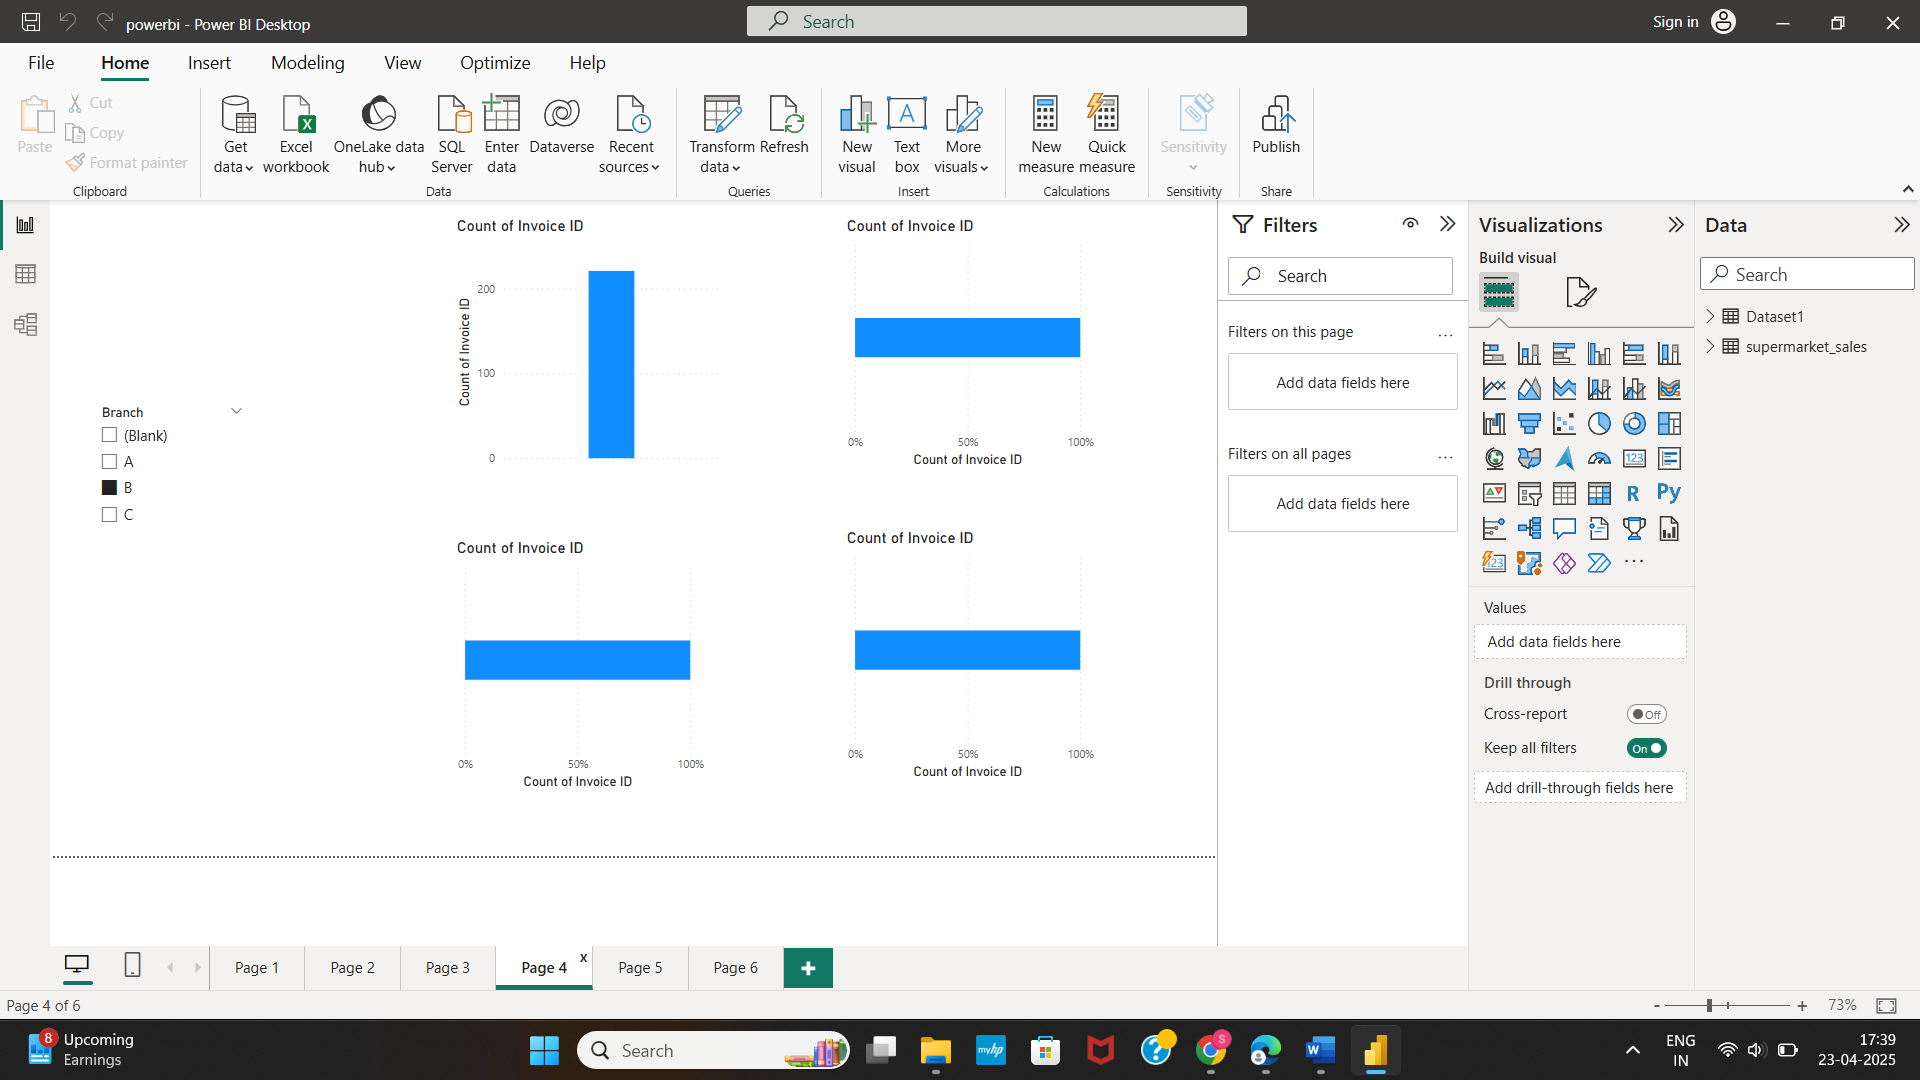 powerbi - Power BI Desktop
Search
Sign in
File Home Insert Modeling View Optimize Help
Paste
Cut
Copy
Format painter
Clipboard
Get data
Excel workbook
OneLake data hub
SQL Server
Enter data
Dataverse
Recent sources
Data
Transform data
Refresh
Queries
New visual
Text box
More visuals
Insert
New measure
Quick measure
Calculations
Sensitivity
Sensitivity
Publish
Share
Branch
(Blank)
A
B
C
Count of Invoice ID
Count of Invoice ID
200
100
0
Count of Invoice ID
0% 50% 100%
Count of Invoice ID
Count of Invoice ID
0% 50% 100%
Count of Invoice ID
Count of Invoice ID
0% 50% 100%
Count of Invoice ID
Filters
Search
Filters on this page
...
Add data fields here
Filters on all pages
...
Add data fields here
Visualizations
Build visual
123
R
Py
123
...
Values
Add data fields here
Drill through
Cross-report
Off
Keep all filters
On
Add drill-through fields here
Data
Search
Dataset1
supermarket_sales
Page 1 Page 2 Page 3 Page 4 x Page 5 Page 6 +
Page 4 of 6
- + 73%
8
Upcoming
Earnings
Search
myhp
?
S
W
ENG
IN
17:39
23-04-2025